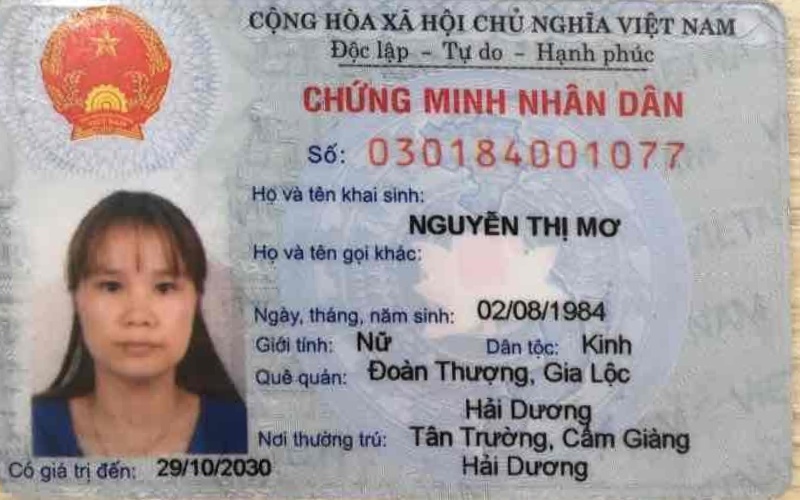 CỘNG HÒA XÃ HỘI CHỦ NGHĨA VIỆT NAM
Độc lập - Tự do - Hạnh phúc
CHỨNG MINH NHÂN DÂN
Số: 030184001077
Họ và tên khai sinh:
NGUYỄN THỊ MƠ
Họ và tên gọi khác:
Ngày, tháng, năm sinh: 02/08/1984
Giới tính: Nữ Dân tộc: Kinh
Quê quán: Đoàn Thượng, Gia Lộc
Hải Dương
Nơi thường trú: Tân Trường, Cẩm Giàng
Hải Dương
Có giá trị đến: 29/10/2030